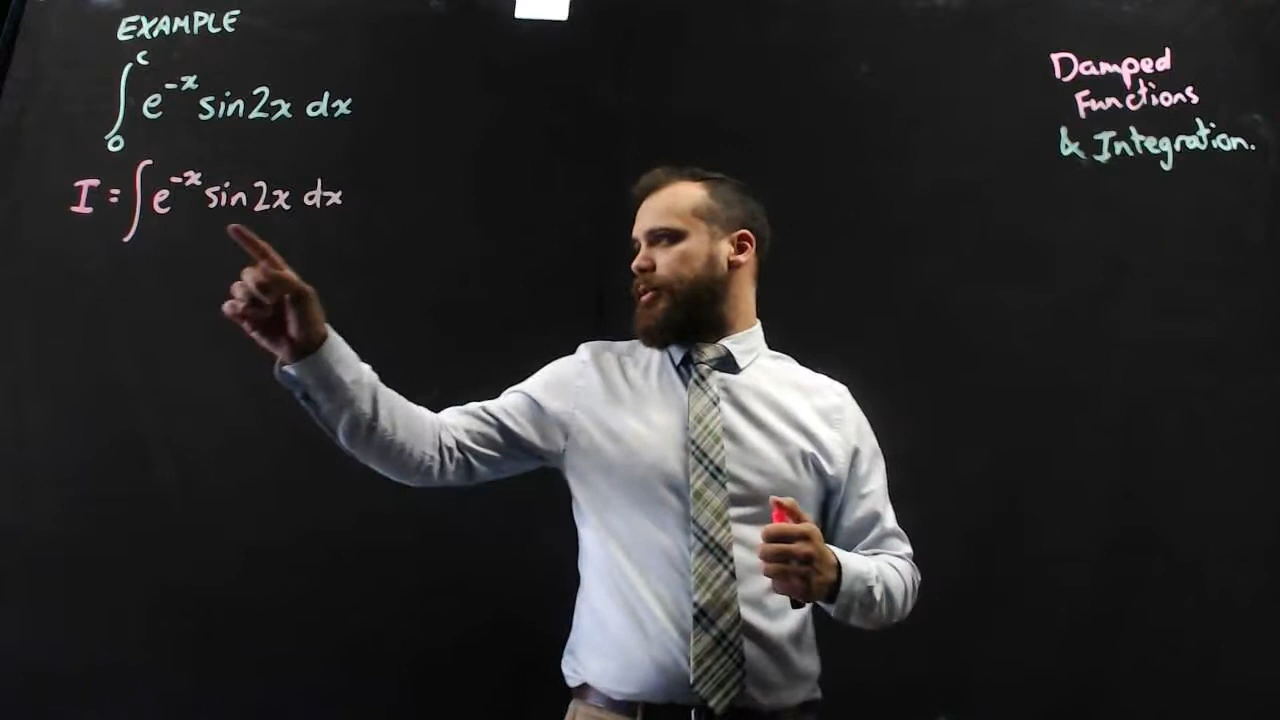 EXAMPLE
∫₀ᶜ e⁻ˣ sin2x dx
I = ∫ e⁻ˣ sin2x dx
Damped
Functions
& Integration.